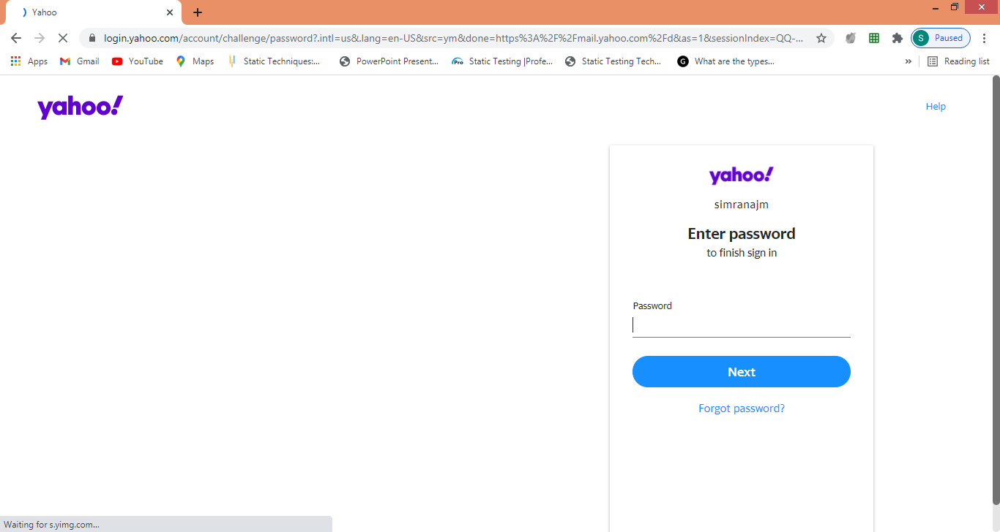 Yahoo
login.yahoo.com/account/challenge/password?.intl=us&.lang=en-US&src=ym&done=https%3A%2F%2Fmail.yahoo.com%2Fd&as=1&sessionIndex=QQ-...
S Paused
Apps Gmail YouTube Maps Static Techniques:... PowerPoint Present... Pro Static Testing |Profe... Static Testing Tech... G What are the types... » Reading list
yahoo!
Help
yahoo!
simranajm
Enter password
to finish sign in
Password
Next
Forgot password?
Waiting for s.yimg.com...